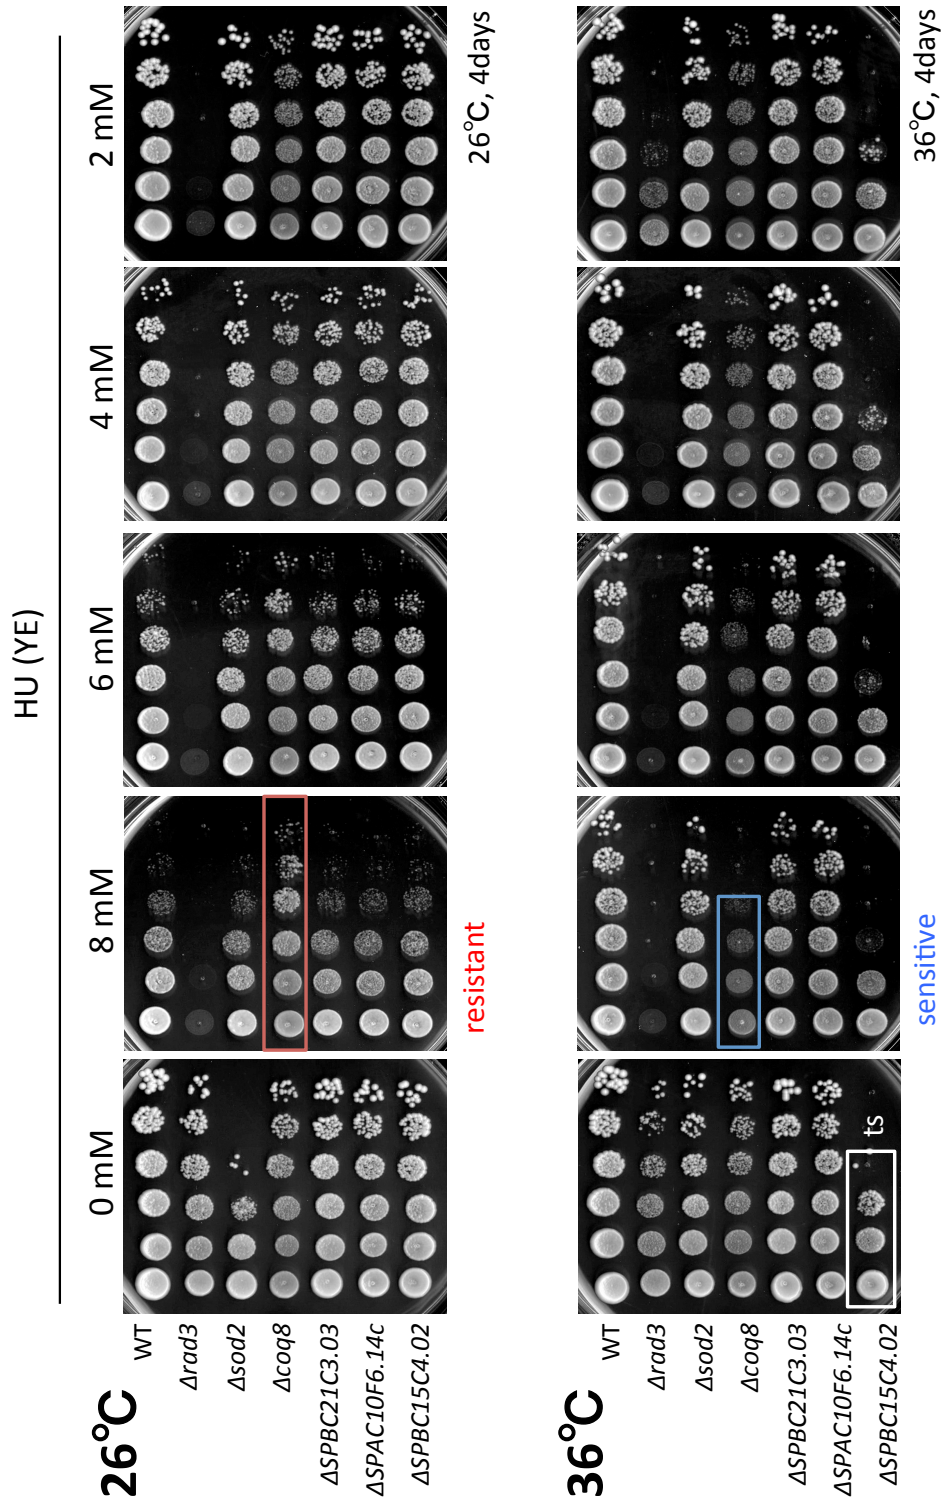 HU (YE)
0 mM
8 mM
6 mM
4 mM
2 mM
26°C
WT
Δrad3
Δsod2
Δcoq8
ΔSPBC21C3.03
ΔSPAC10F6.14c
ΔSPBC15C4.02
resistant
26°C, 4days
36°C
WT
Δrad3
Δsod2
Δcoq8
ΔSPBC21C3.03
ΔSPAC10F6.14c
ΔSPBC15C4.02
ts
sensitive
36°C, 4days